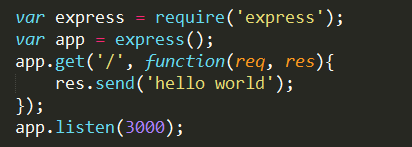 var express = require('express');
var app = express();
app.get('/', function(req, res){
    res.send('hello world');
});
app.listen(3000);